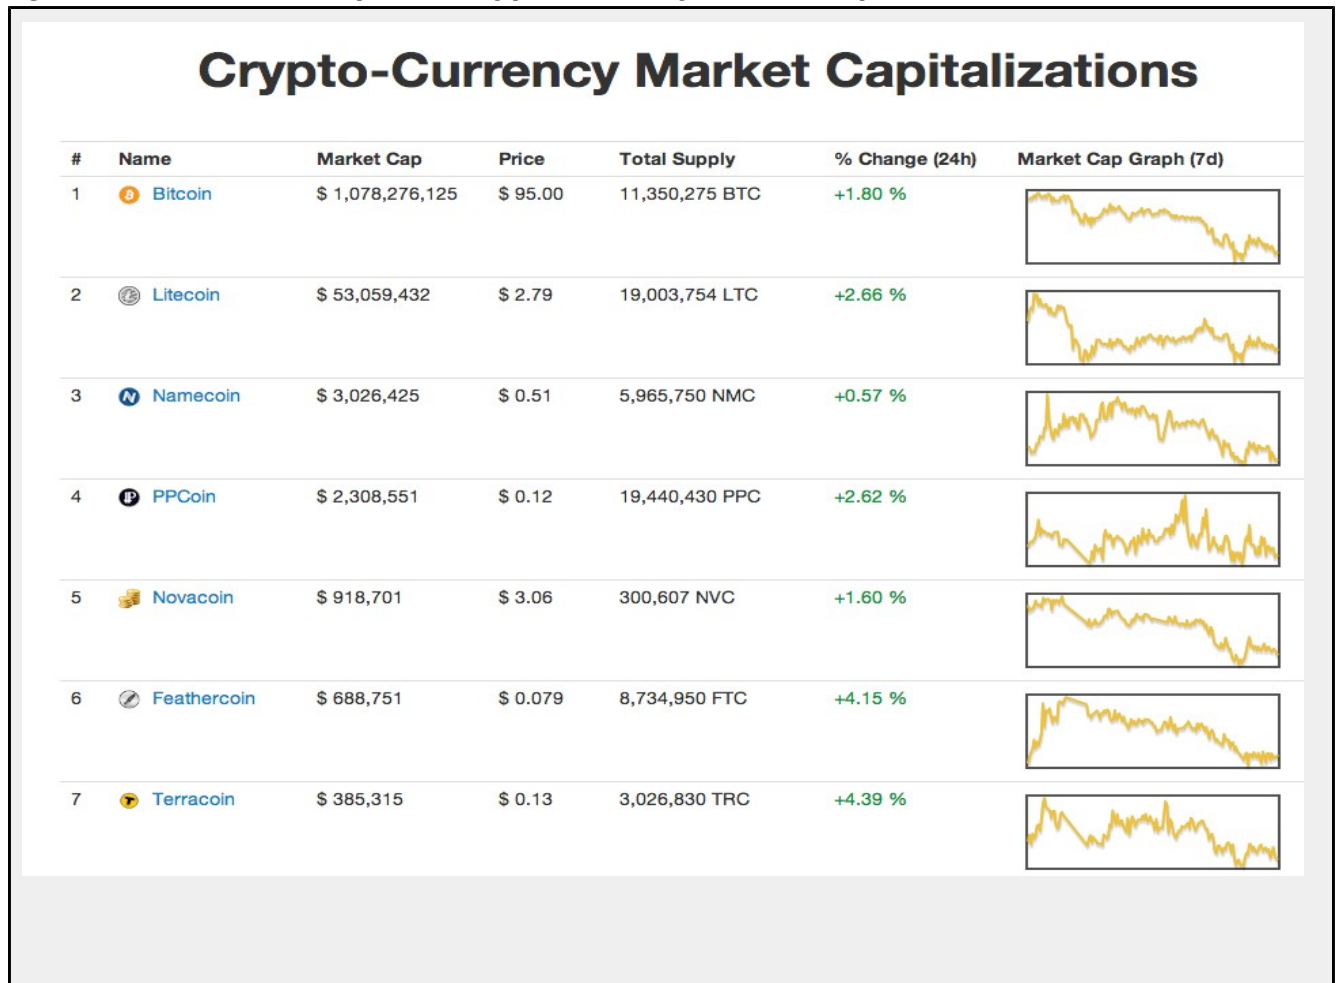 Crypto-Currency Market Capitalizations
# Name Market Cap Price Total Supply % Change (24h) Market Cap Graph (7d)
1 Bitcoin $ 1,078,276,125 $ 95.00 11,350,275 BTC +1.80 %
2 Litecoin $ 53,059,432 $ 2.79 19,003,754 LTC +2.66 %
3 Namecoin $ 3,026,425 $ 0.51 5,965,750 NMC +0.57 %
4 PPCoin $ 2,308,551 $ 0.12 19,440,430 PPC +2.62 %
5 Novacoin $ 918,701 $ 3.06 300,607 NVC +1.60 %
6 Feathercoin $ 688,751 $ 0.079 8,734,950 FTC +4.15 %
7 Terracoin $ 385,315 $ 0.13 3,026,830 TRC +4.39 %